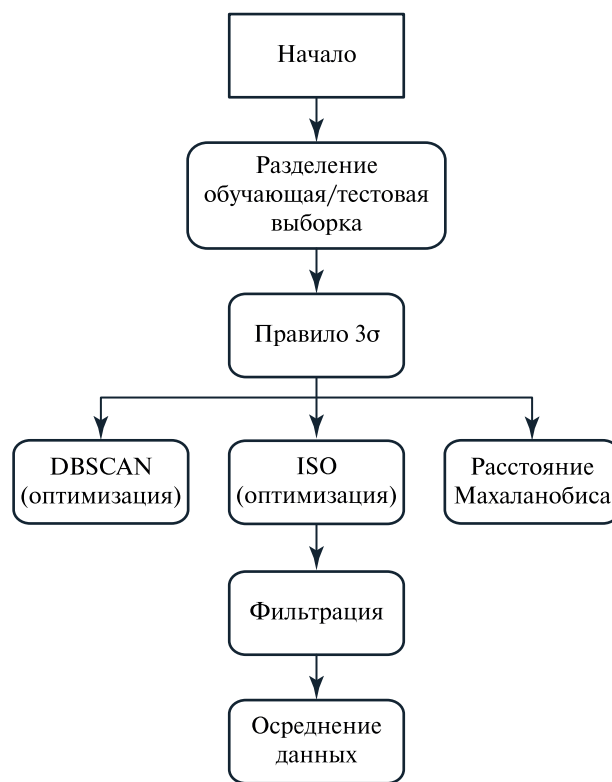 Начало
Разделение
обучающая/тестовая
выборка
Правило 3σ
DBSCAN
(оптимизация)
ISO
(оптимизация)
Расстояние
Махаланобиса
Фильтрация
Осреднение
данных